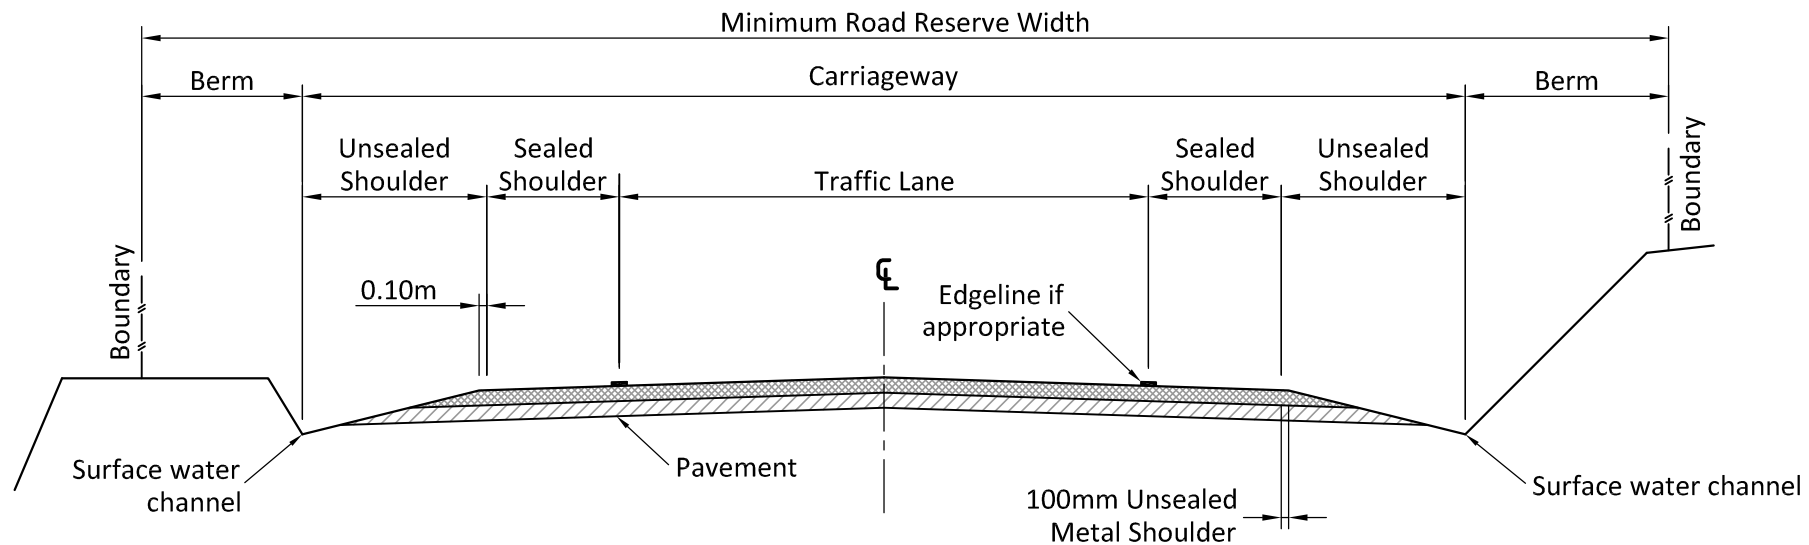 Minimum Road Reserve Width
Berm
Carriageway
Berm
Unsealed
Shoulder
Sealed
Shoulder
Traffic Lane
Sealed
Shoulder
Unsealed
Shoulder
Boundary
Boundary
0.10m
CL
Edgeline if
appropriate
Surface water
channel
Pavement
100mm Unsealed
Metal Shoulder
Surface water channel